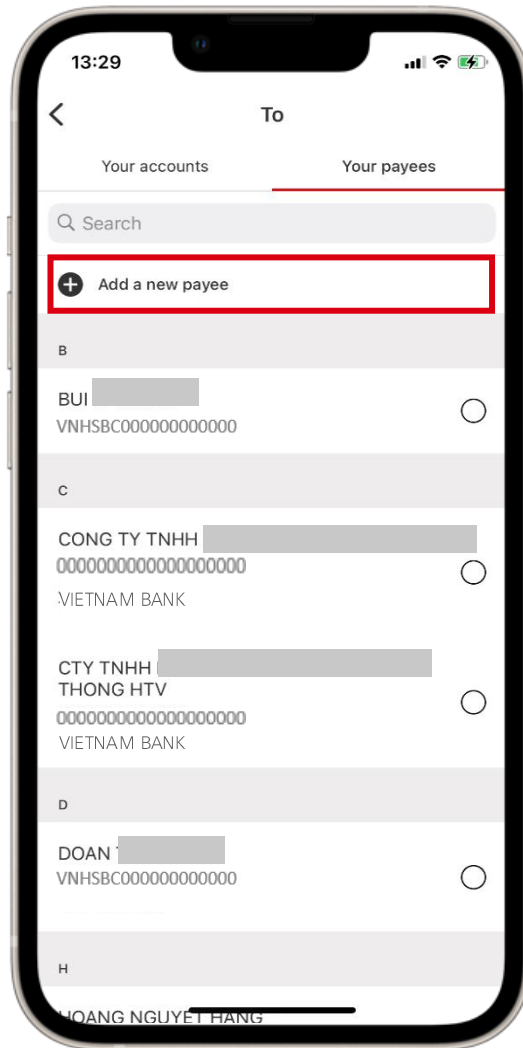 13:29
To
Your accounts
Your payees
Search
Add a new payee
B
BUI
VNHSBC000000000000
C
CONG TY TNHH
0000000000000000000
VIETNAM BANK
CTY TNHH
THONG HTV
0000000000000000000
VIETNAM BANK
D
DOAN
VNHSBC000000000000
H
HOANG NGUYET HANG